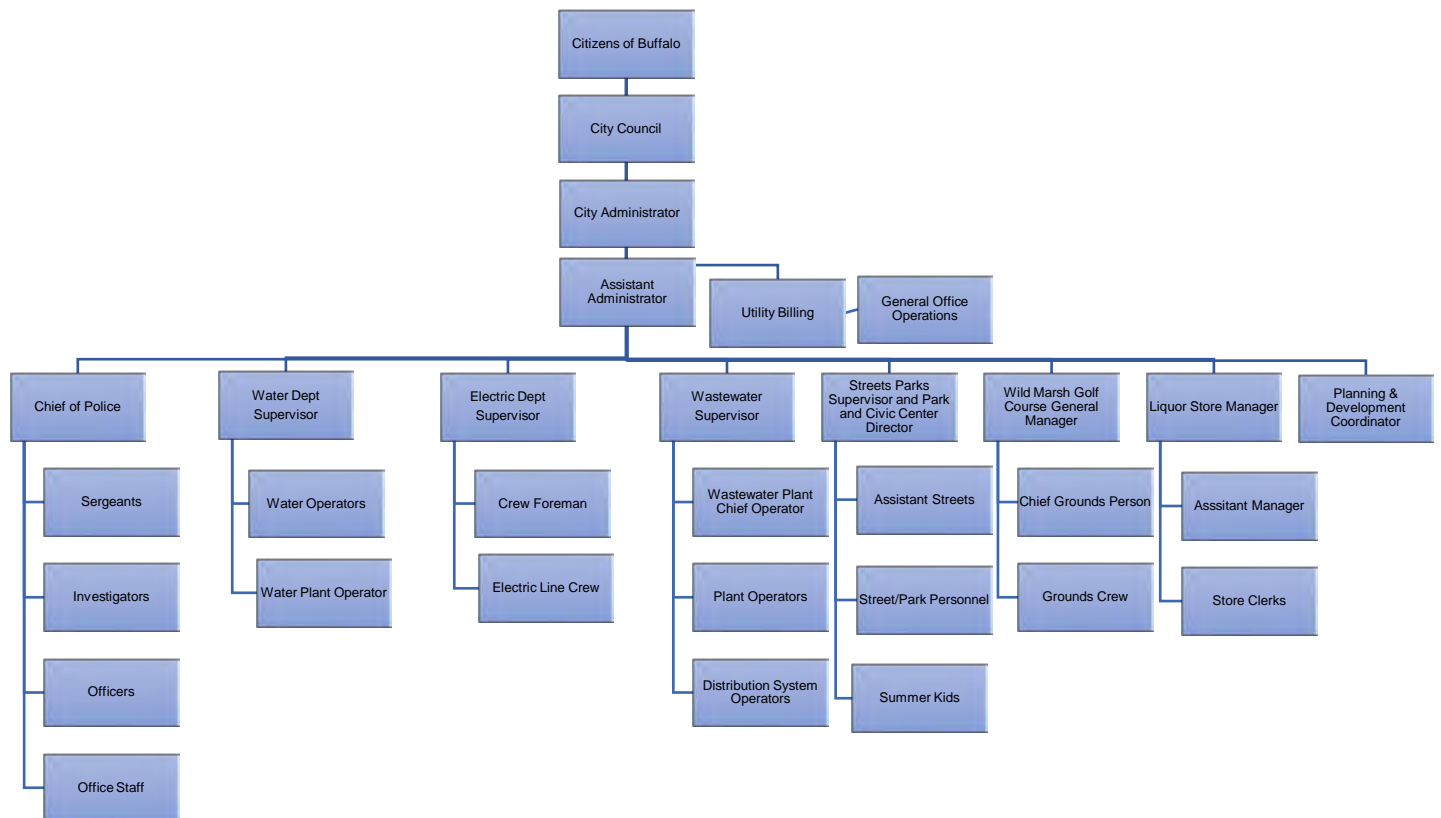 Citizens of Buffalo
City Council
City Administrator
Assistant
Administrator
Utility Billing
General Office
Operations
Chief of Police
Water Dept
Supervisor
Electric Dept
Supervisor
Wastewater
Supervisor
Streets Parks
Supervisor and Park
and Civic Center
Director
Wild Marsh Golf
Course General
Manager
Liquor Store Manager
Planning &
Development
Coordinator
Sergeants
Investigators
Officers
Office Staff
Water Operators
Water Plant Operator
Crew Foreman
Electric Line Crew
Wastewater Plant
Chief Operator
Plant Operators
Distribution System
Operators
Assistant Streets
Street/Park Personnel
Summer Kids
Chief Grounds Person
Grounds Crew
Asssitant Manager
Store Clerks